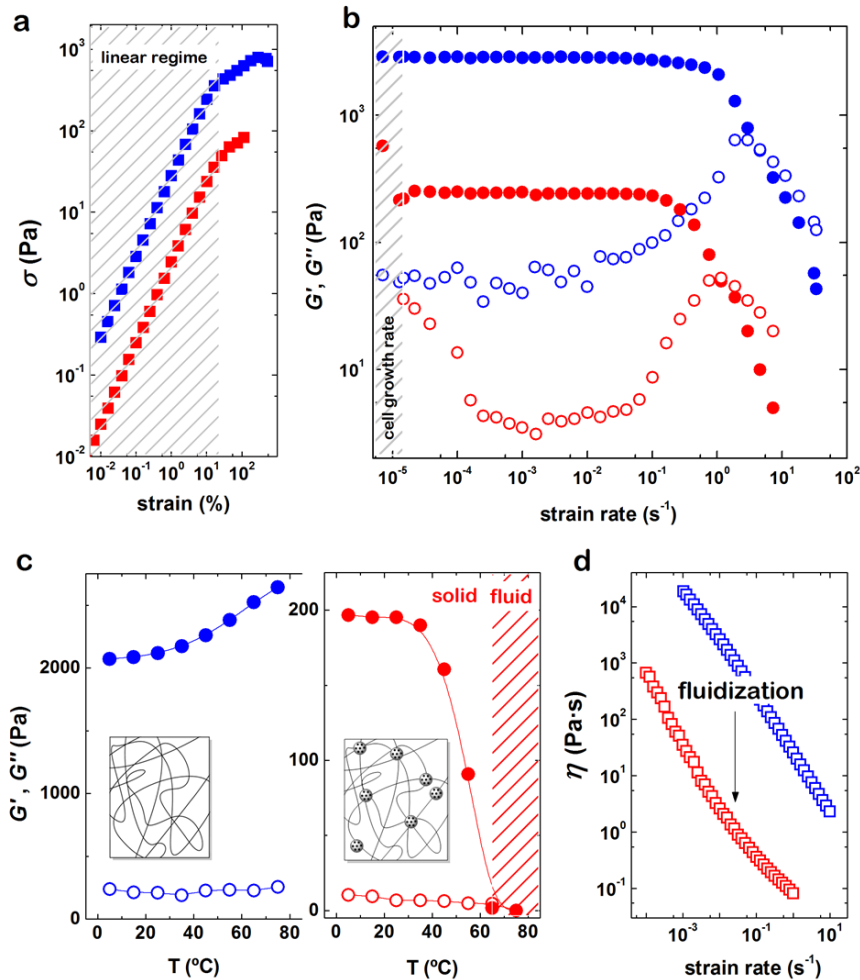 a
10³
10²
10¹
10⁰
10⁻¹
10⁻²
σ (Pa)
linear regime
10⁻² 10⁻¹ 10⁰ 10¹ 10²
strain (%)
b
10³
10²
10¹
G', G'' (Pa)
cell growth rate
10⁻⁵ 10⁻⁴ 10⁻³ 10⁻² 10⁻¹ 10⁰ 10¹ 10²
strain rate (s⁻¹)
c
2000
1000
0
G', G'' (Pa)
0 20 40 60 80
T (ºC)
200
100
0
solid fluid
0 20 40 60 80
T (ºC)
d
10⁴
10³
10²
10¹
10⁰
10⁻¹
η (Pa·s)
fluidization
10⁻³ 10⁻¹ 10¹
strain rate (s⁻¹)